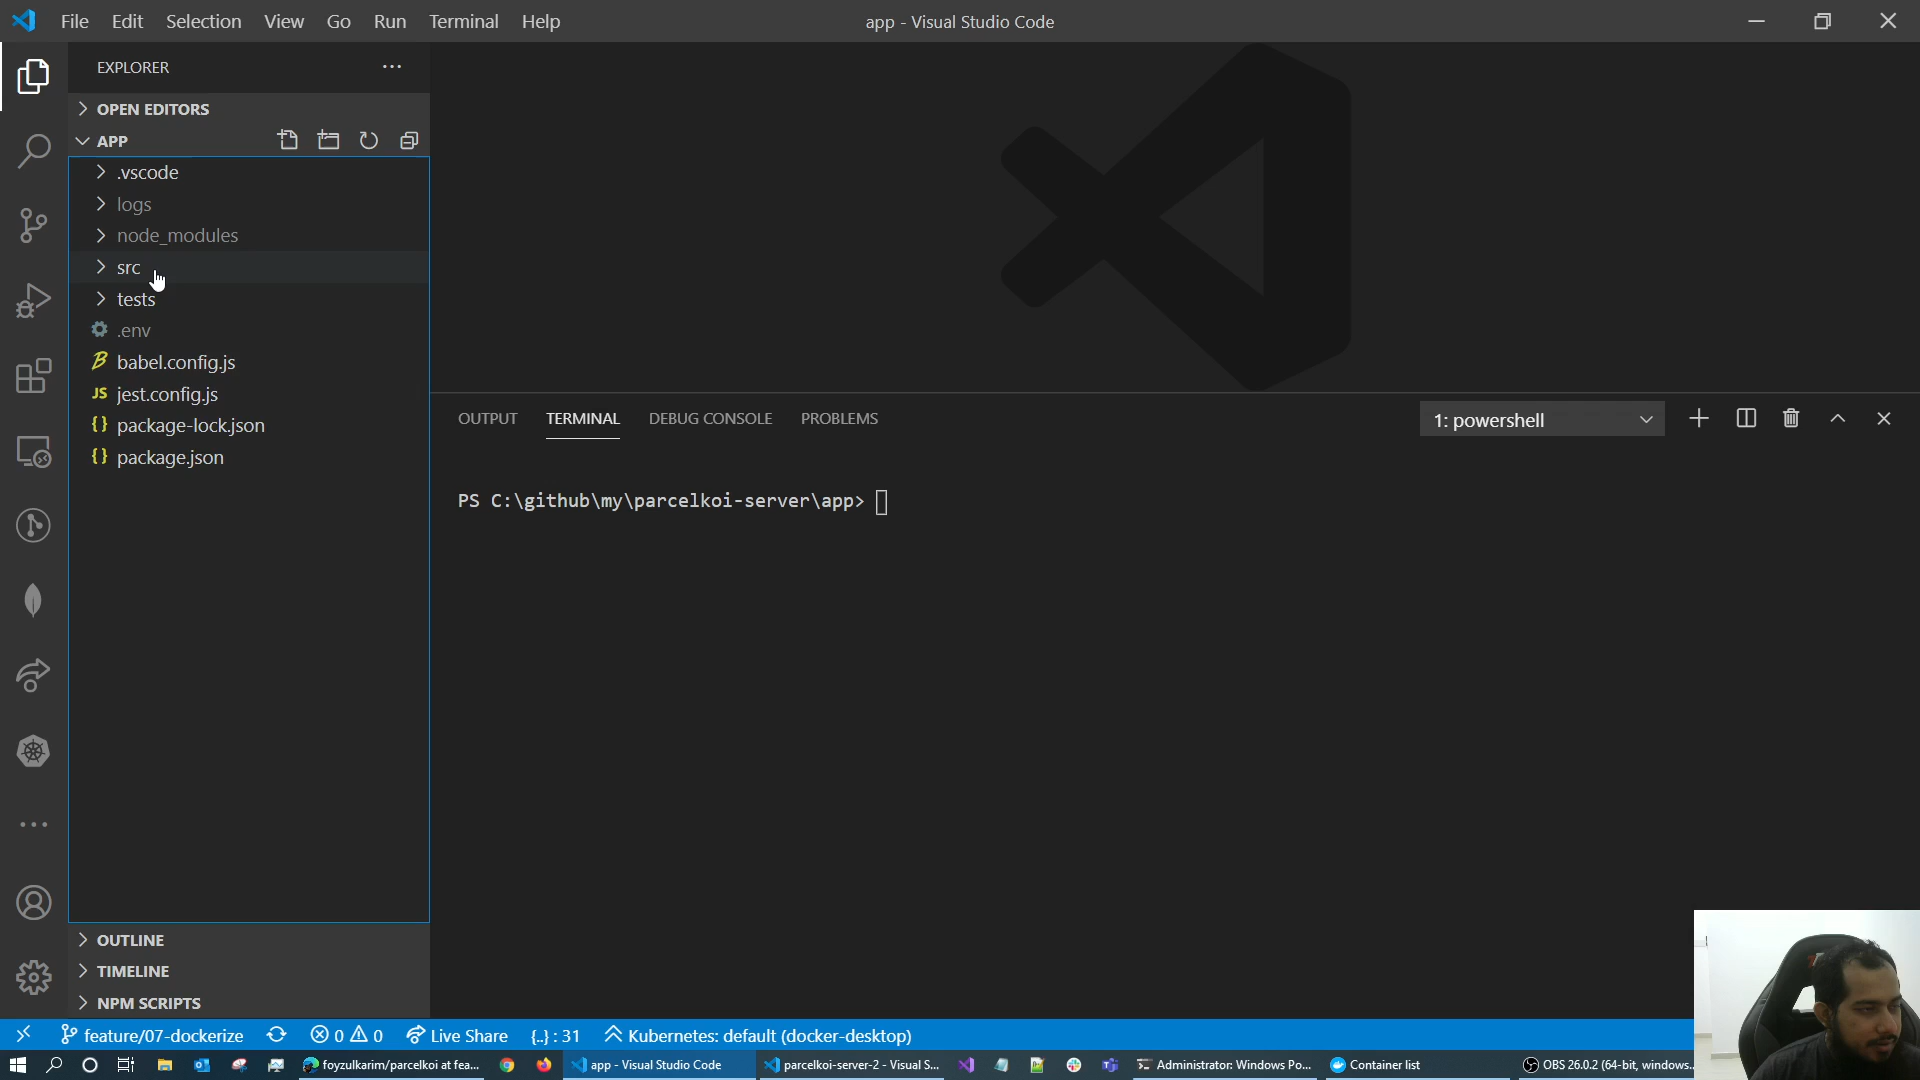 File Edit Selection View Go Run Terminal Help
app - Visual Studio Code
EXPLORER
OPEN EDITORS
APP
.vscode
logs
node_modules
src
tests
.env
babel.config.js
JS jest.config.js
{} package-lock.json
{} package.json
OUTLINE
TIMELINE
NPM SCRIPTS
OUTPUT TERMINAL DEBUG CONSOLE PROBLEMS
1: powershell
PS C:\github\my\parcelkoi-server\app>
feature/07-dockerize 0 0 Live Share {..} : 31 Kubernetes: default (docker-desktop)
foyzulkarim/parcelkoi at fea... app - Visual Studio Code parcelkoi-server-2 - Visual S... Administrator: Windows Po... Container list OBS 26.0.2 (64-bit, windows...